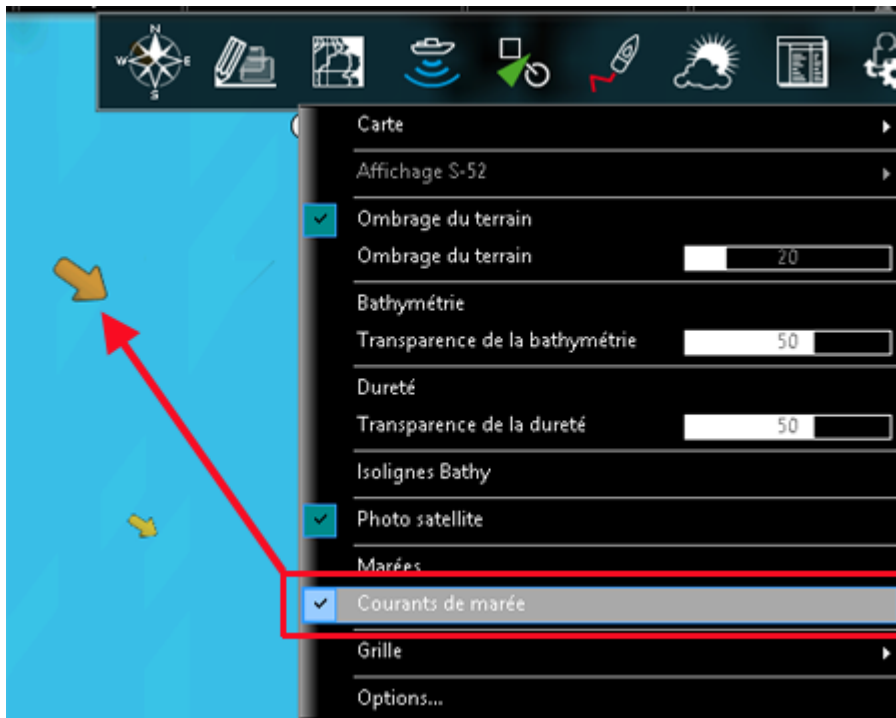 N
W E
S
Carte
Affichage S-52
Ombrage du terrain
Ombrage du terrain 20
Bathymétrie
Transparence de la bathymétrie 50
Dureté
Transparence de la dureté 50
Isolignes Bathy
Photo satellite
Marées
Courants de marée
Grille
Options...